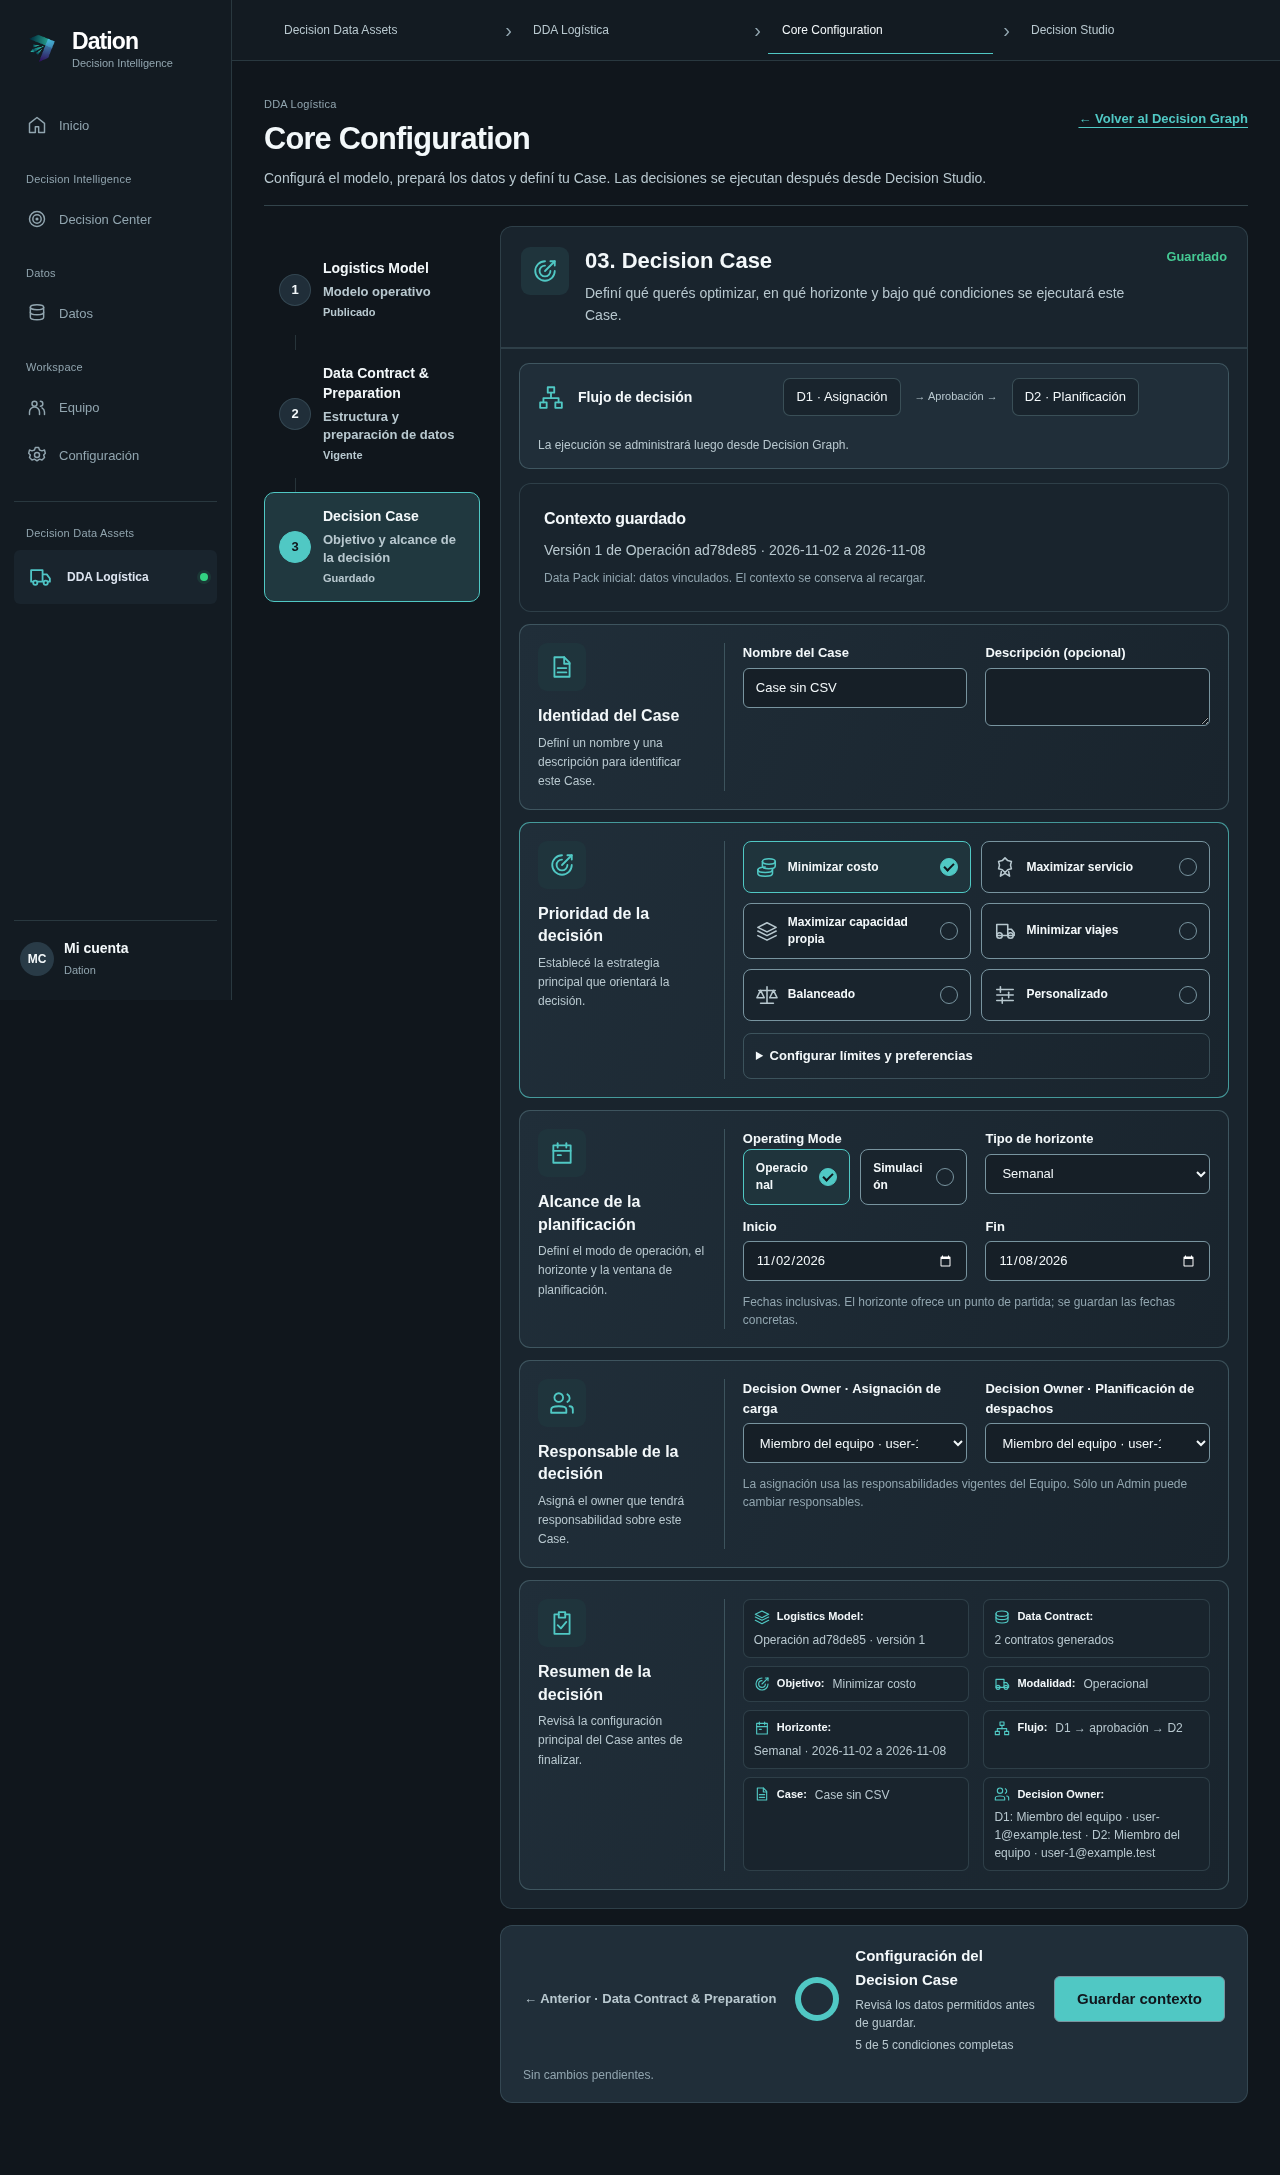 Dation
Decision Intelligence
Inicio
Decision Intelligence
Decision Center
Datos
Datos
Workspace
Equipo
Configuración
Decision Data Assets
DDA Logística
MC
Mi cuenta
Dation
Decision Data Assets › DDA Logística › Core Configuration › Decision Studio
DDA Logística
Core Configuration
← Volver al Decision Graph
Configurá el modelo, prepará los datos y definí tu Case. Las decisiones se ejecutan después desde Decision Studio.
1
Logistics Model
Modelo operativo
Publicado
2
Data Contract &
Preparation
Estructura y
preparación de datos
Vigente
3
Decision Case
Objetivo y alcance de
la decisión
Guardado
03. Decision Case
Guardado
Definí qué querés optimizar, en qué horizonte y bajo qué condiciones se ejecutará este
Case.
Flujo de decisión
D1 · Asignación → Aprobación → D2 · Planificación
La ejecución se administrará luego desde Decision Graph.
Contexto guardado
Versión 1 de Operación ad78de85 · 2026-11-02 a 2026-11-08
Data Pack inicial: datos vinculados. El contexto se conserva al recargar.
Identidad del Case
Definí un nombre y una
descripción para identificar
este Case.
Nombre del Case
Case sin CSV
Descripción (opcional)
Prioridad de la
decisión
Establecé la estrategia
principal que orientará la
decisión.
Minimizar costo
Maximizar servicio
Maximizar capacidad
propia
Minimizar viajes
Balanceado
Personalizado
▶ Configurar límites y preferencias
Alcance de la
planificación
Definí el modo de operación, el
horizonte y la ventana de
planificación.
Operating Mode
Operacio
nal
Simulaci
ón
Tipo de horizonte
Semanal
Inicio
11/02/2026
Fin
11/08/2026
Fechas inclusivas. El horizonte ofrece un punto de partida; se guardan las fechas
concretas.
Responsable de la
decisión
Asigná el owner que tendrá
responsabilidad sobre este
Case.
Decision Owner · Asignación de
carga
Miembro del equipo · user-1
Decision Owner · Planificación de
despachos
Miembro del equipo · user-1
La asignación usa las responsabilidades vigentes del Equipo. Sólo un Admin puede
cambiar responsables.
Resumen de la
decisión
Revisá la configuración
principal del Case antes de
finalizar.
Logistics Model:
Operación ad78de85 · versión 1
Data Contract:
2 contratos generados
Objetivo: Minimizar costo
Modalidad: Operacional
Horizonte:
Semanal · 2026-11-02 a 2026-11-08
Flujo: D1 → aprobación → D2
Case: Case sin CSV
Decision Owner:
D1: Miembro del equipo · user-
1@example.test · D2: Miembro del
equipo · user-1@example.test
← Anterior · Data Contract & Preparation
Configuración del
Decision Case
Revisá los datos permitidos antes
de guardar.
5 de 5 condiciones completas
Guardar contexto
Sin cambios pendientes.